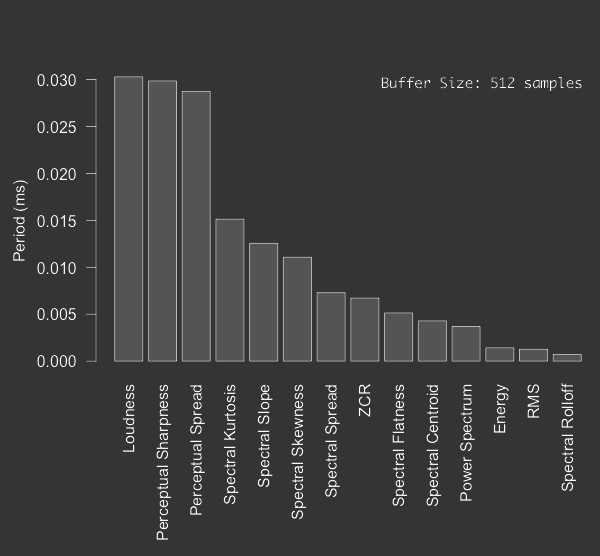 Buffer Size: 512 samples
Period (ms)
0.030
0.025
0.020
0.015
0.010
0.005
0.000
Loudness
Perceptual Sharpness
Perceptual Spread
Spectral Kurtosis
Spectral Slope
Spectral Skewness
Spectral Spread
ZCR
Spectral Flatness
Spectral Centroid
Power Spectrum
Energy
RMS
Spectral Rolloff